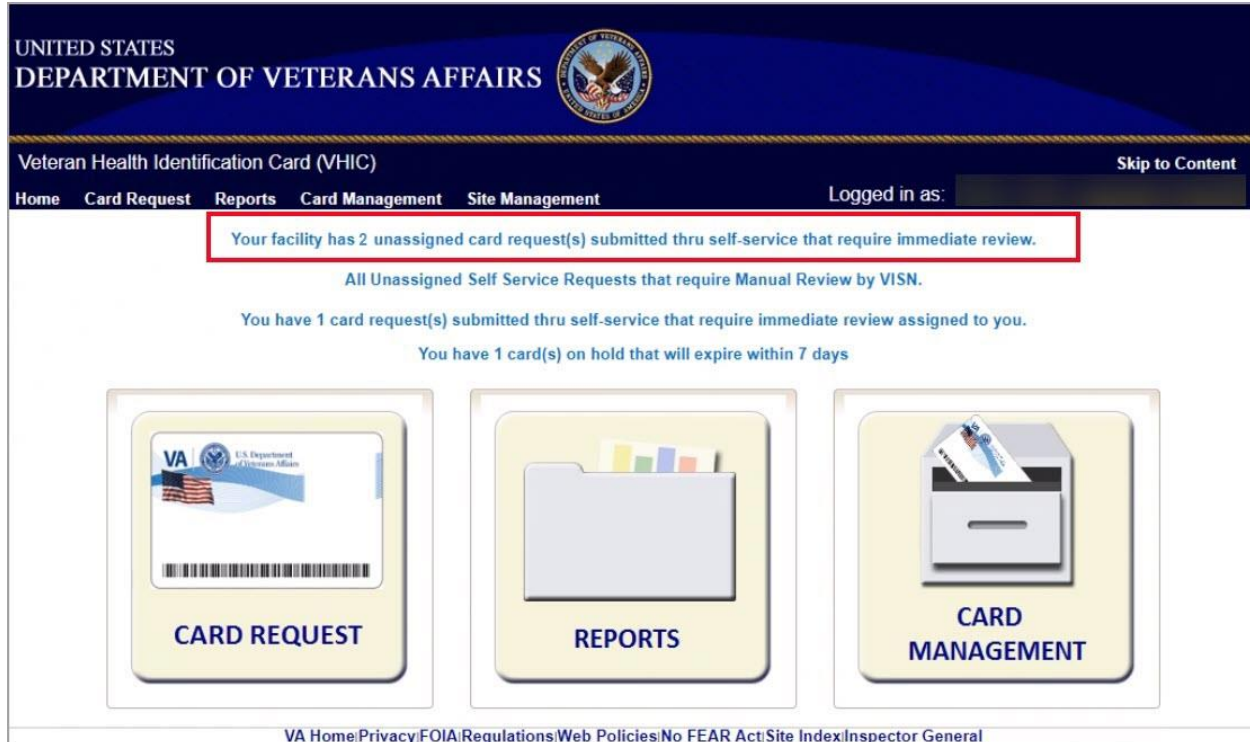 UNITED STATES
DEPARTMENT OF VETERANS AFFAIRS
Veteran Health Identification Card (VHIC)
Skip to Content
Home Card Request Reports Card Management Site Management
Logged in as:
Your facility has 2 unassigned card request(s) submitted thru self-service that require immediate review.
All Unassigned Self Service Requests that require Manual Review by VISN.
You have 1 card request(s) submitted thru self-service that require immediate review assigned to you.
You have 1 card(s) on hold that will expire within 7 days
VA
U.S. Department
of Veterans Affairs
CARD REQUEST
REPORTS
CARD
MANAGEMENT
VA Home|Privacy|FOIA|Regulations|Web Policies|No FEAR Act|Site Index|Inspector General